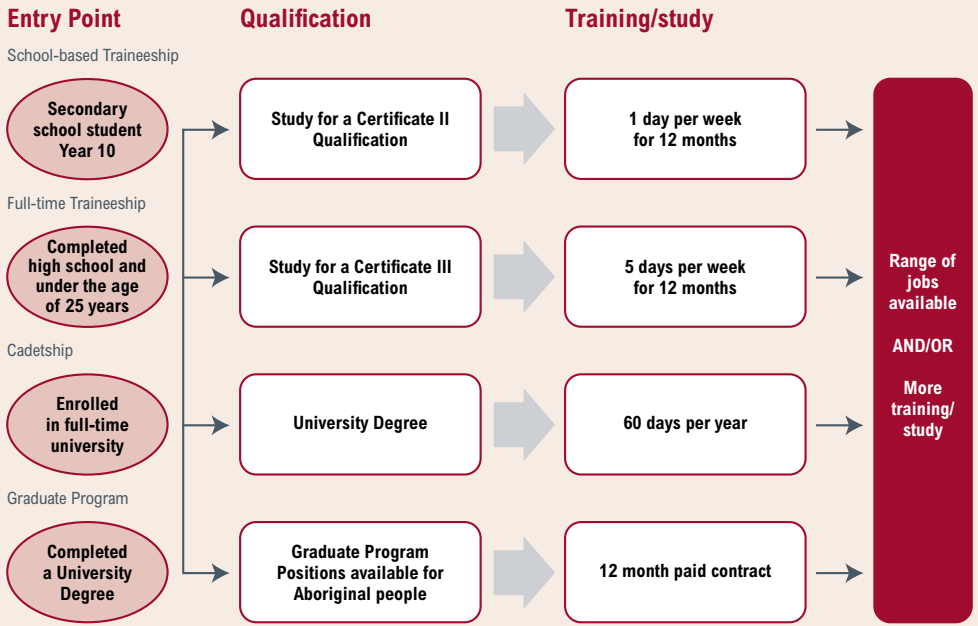 Entry Point
Qualification
Training/study
School-based Traineeship
Secondary
school student
Year 10
Study for a Certificate II
Qualification
1 day per week
for 12 months
Full-time Traineeship
Completed
high school and
under the age
of 25 years
Study for a Certificate III
Qualification
5 days per week
for 12 months
Cadetship
Enrolled
in full-time
university
University Degree
60 days per year
Graduate Program
Completed
a University
Degree
Graduate Program
Positions available for
Aboriginal people
12 month paid contract
Range of
jobs
available
AND/OR
More
training/
study